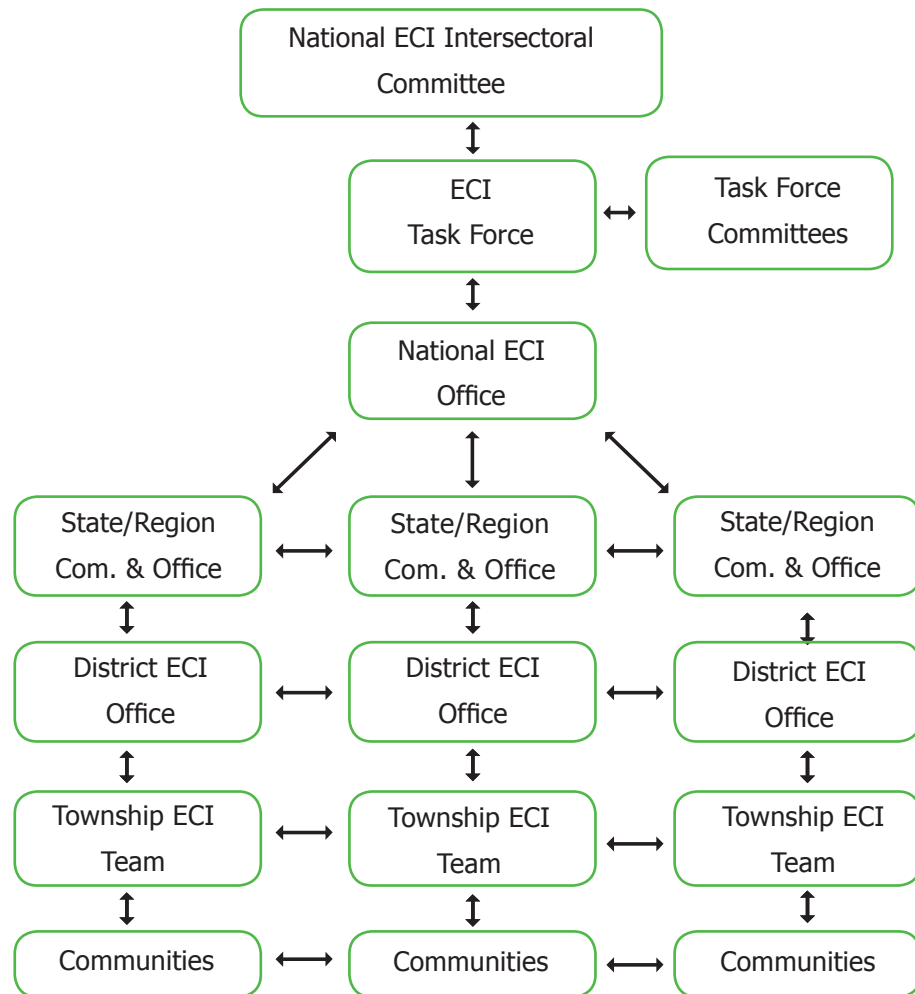 National ECI Intersectoral
Committee
ECI
Task Force
Task Force
Committees
National ECI
Office
State/Region
Com. & Office
State/Region
Com. & Office
State/Region
Com. & Office
District ECI
Office
District ECI
Office
District ECI
Office
Township ECI
Team
Township ECI
Team
Township ECI
Team
Communities
Communities
Communities